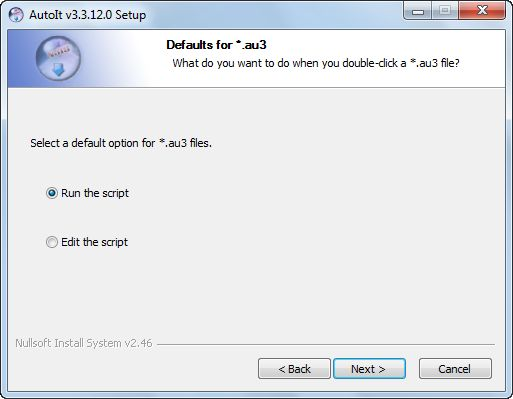 AutoIt v3.3.12.0 Setup
Defaults for *.au3
What do you want to do when you double-click a *.au3 file?
Select a default option for *.au3 files.
Run the script
Edit the script
Nullsoft Install System v2.46
< Back
Next >
Cancel